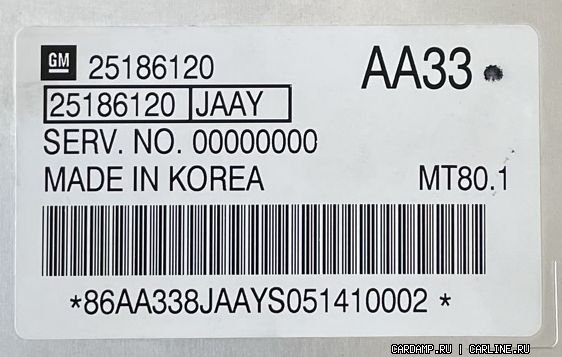 GM 25186120 AA33
25186120 JAAY
SERV. NO. 00000000
MADE IN KOREA MT80.1
*86AA338JAAYS051410002*
CARDAMP.RU | CARLINE.RU